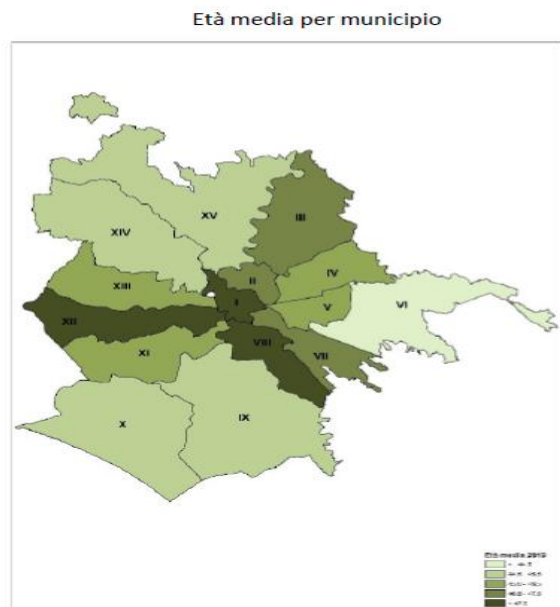 Età media per municipio
III
XV
XIV
IV
II
XIII
I
VI
V
XII
VIII
VII
XI
IX
X
Età media 2019